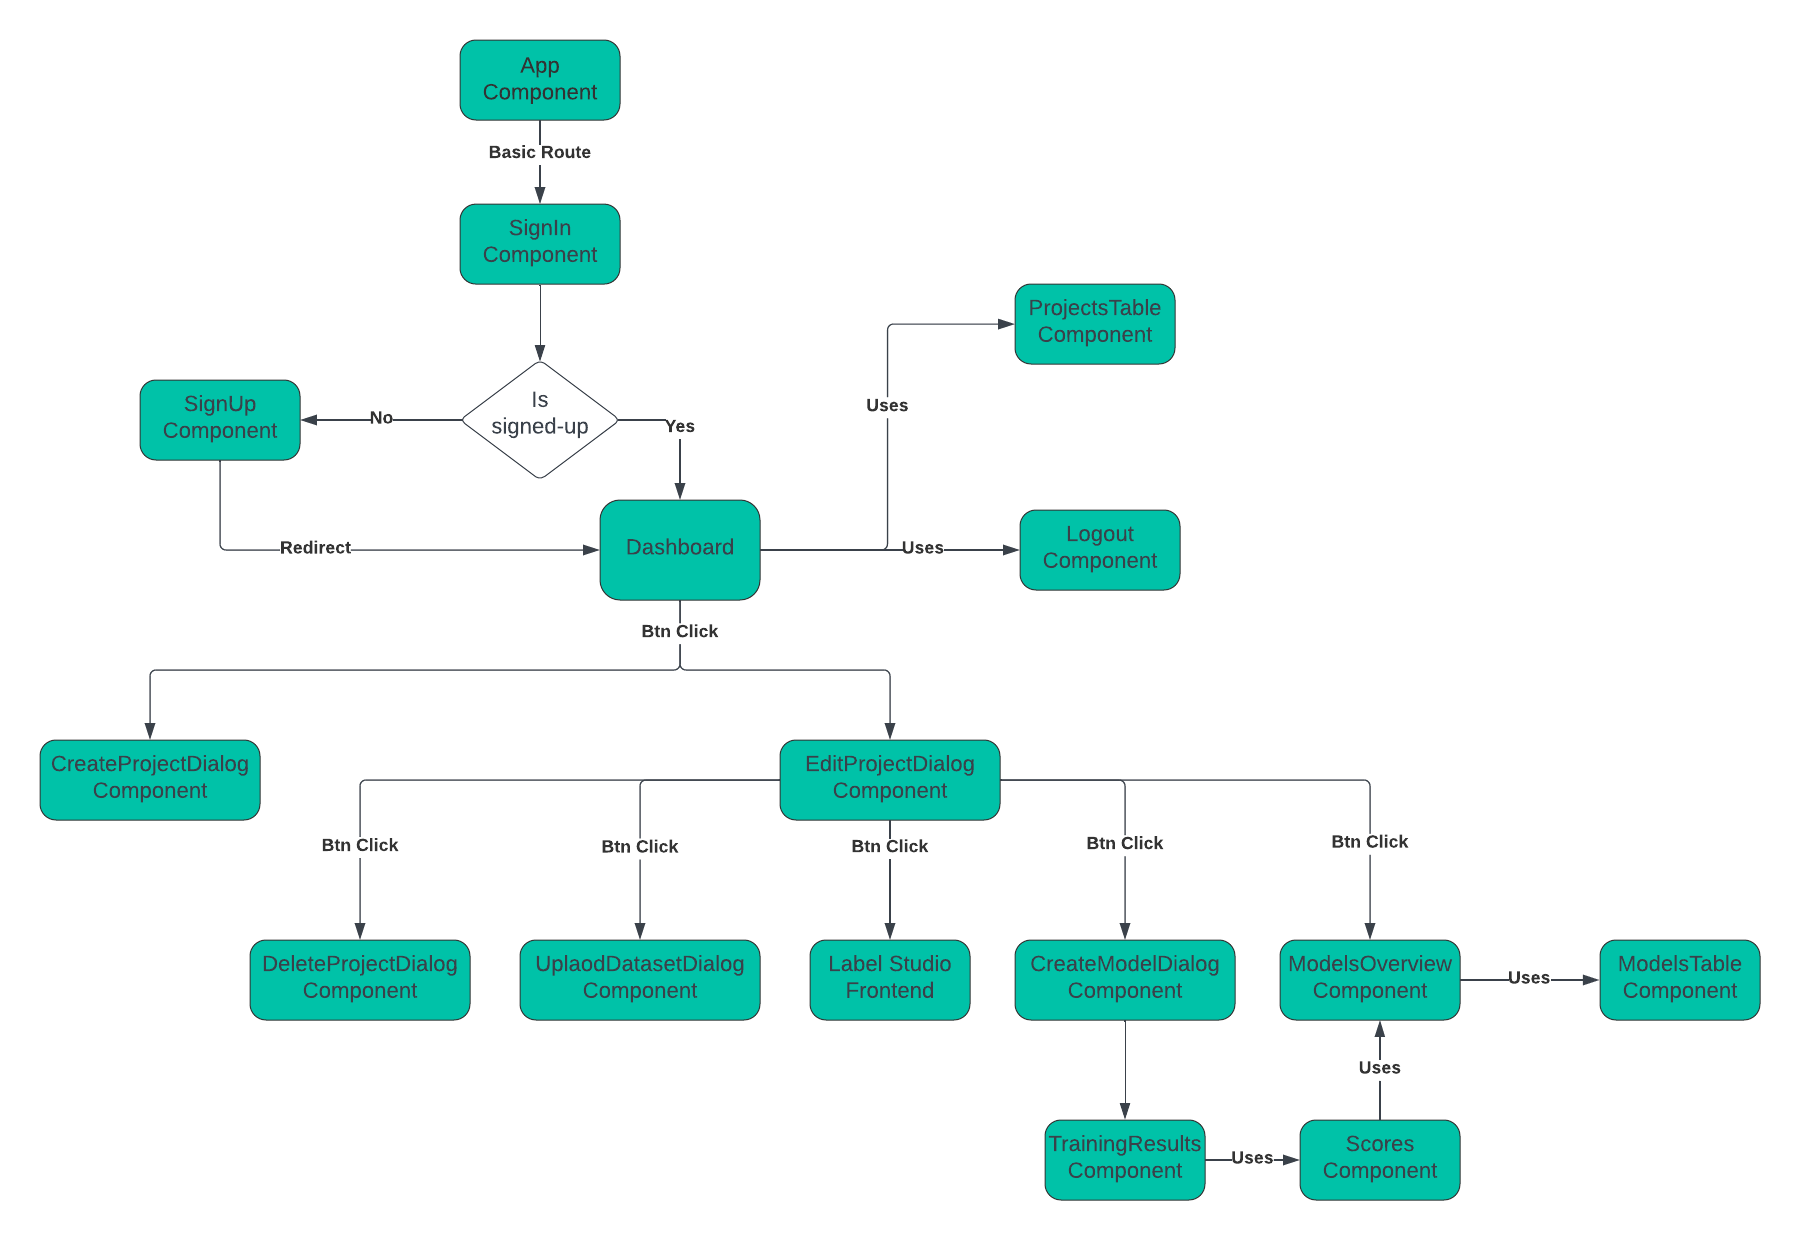 App
Component
Basic Route
SignIn
Component
ProjectsTable
Component
SignUp
Component
No
Is
signed-up
Yes
Uses
Redirect
Dashboard
Uses
Logout
Component
Btn Click
CreateProjectDialog
Component
EditProjectDialog
Component
Btn Click
Btn Click
Btn Click
Btn Click
Btn Click
DeleteProjectDialog
Component
UplaodDatasetDialog
Component
Label Studio
Frontend
CreateModelDialog
Component
ModelsOverview
Component
Uses
ModelsTable
Component
Uses
TrainingResults
Component
Uses
Scores
Component